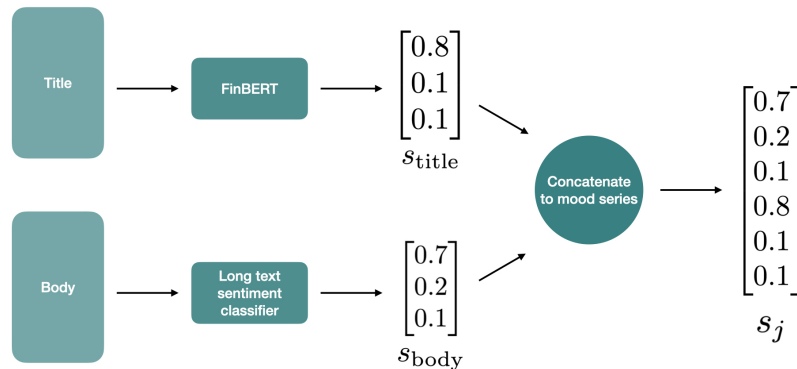 Title
FinBERT
0.8
0.1
0.1
s_title
Body
Long text
sentiment
classifier
0.7
0.2
0.1
s_body
Concatenate
to mood series
0.7
0.2
0.1
0.8
0.1
0.1
s_j